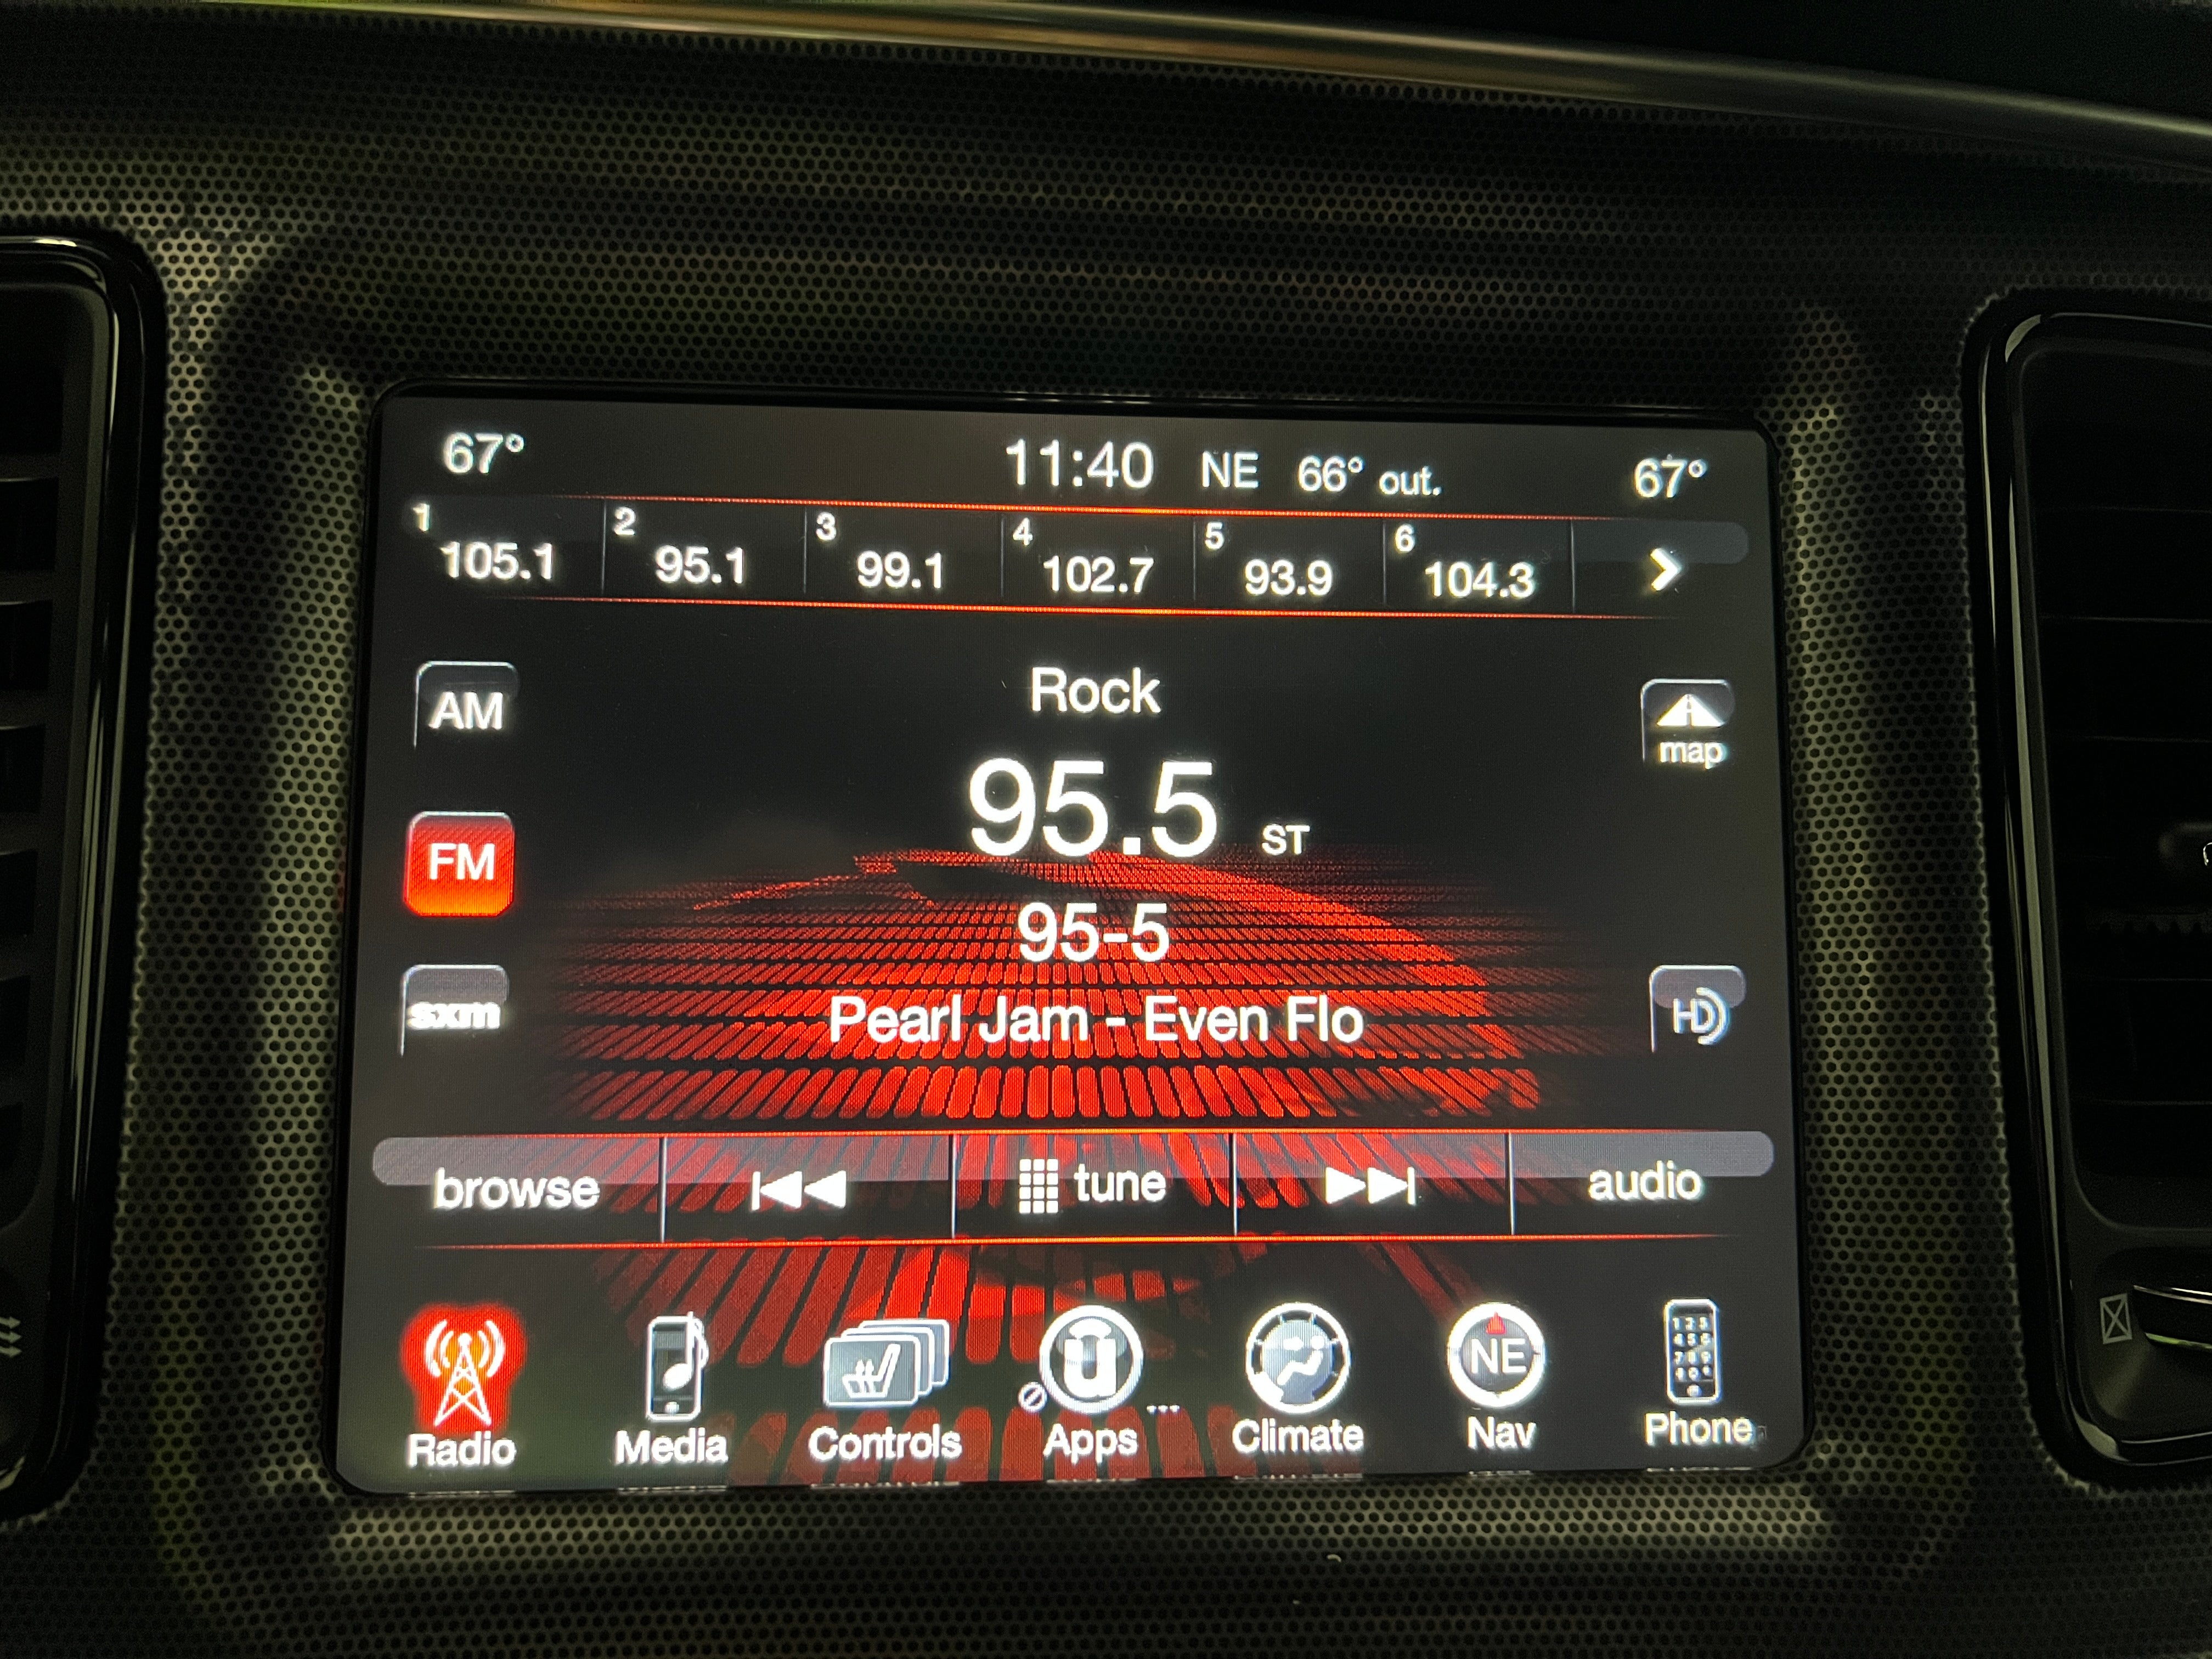 67° 11:40 NE 66° out. 67°
1 105.1 2 95.1 3 99.1 4 102.7 5 93.9 6 104.3
Rock
AM
map
95.5 ST
FM
95-5
Pearl Jam - Even Flo
sxm
HD
browse tune audio
NE
Radio Media Controls Apps ... Climate Nav Phone